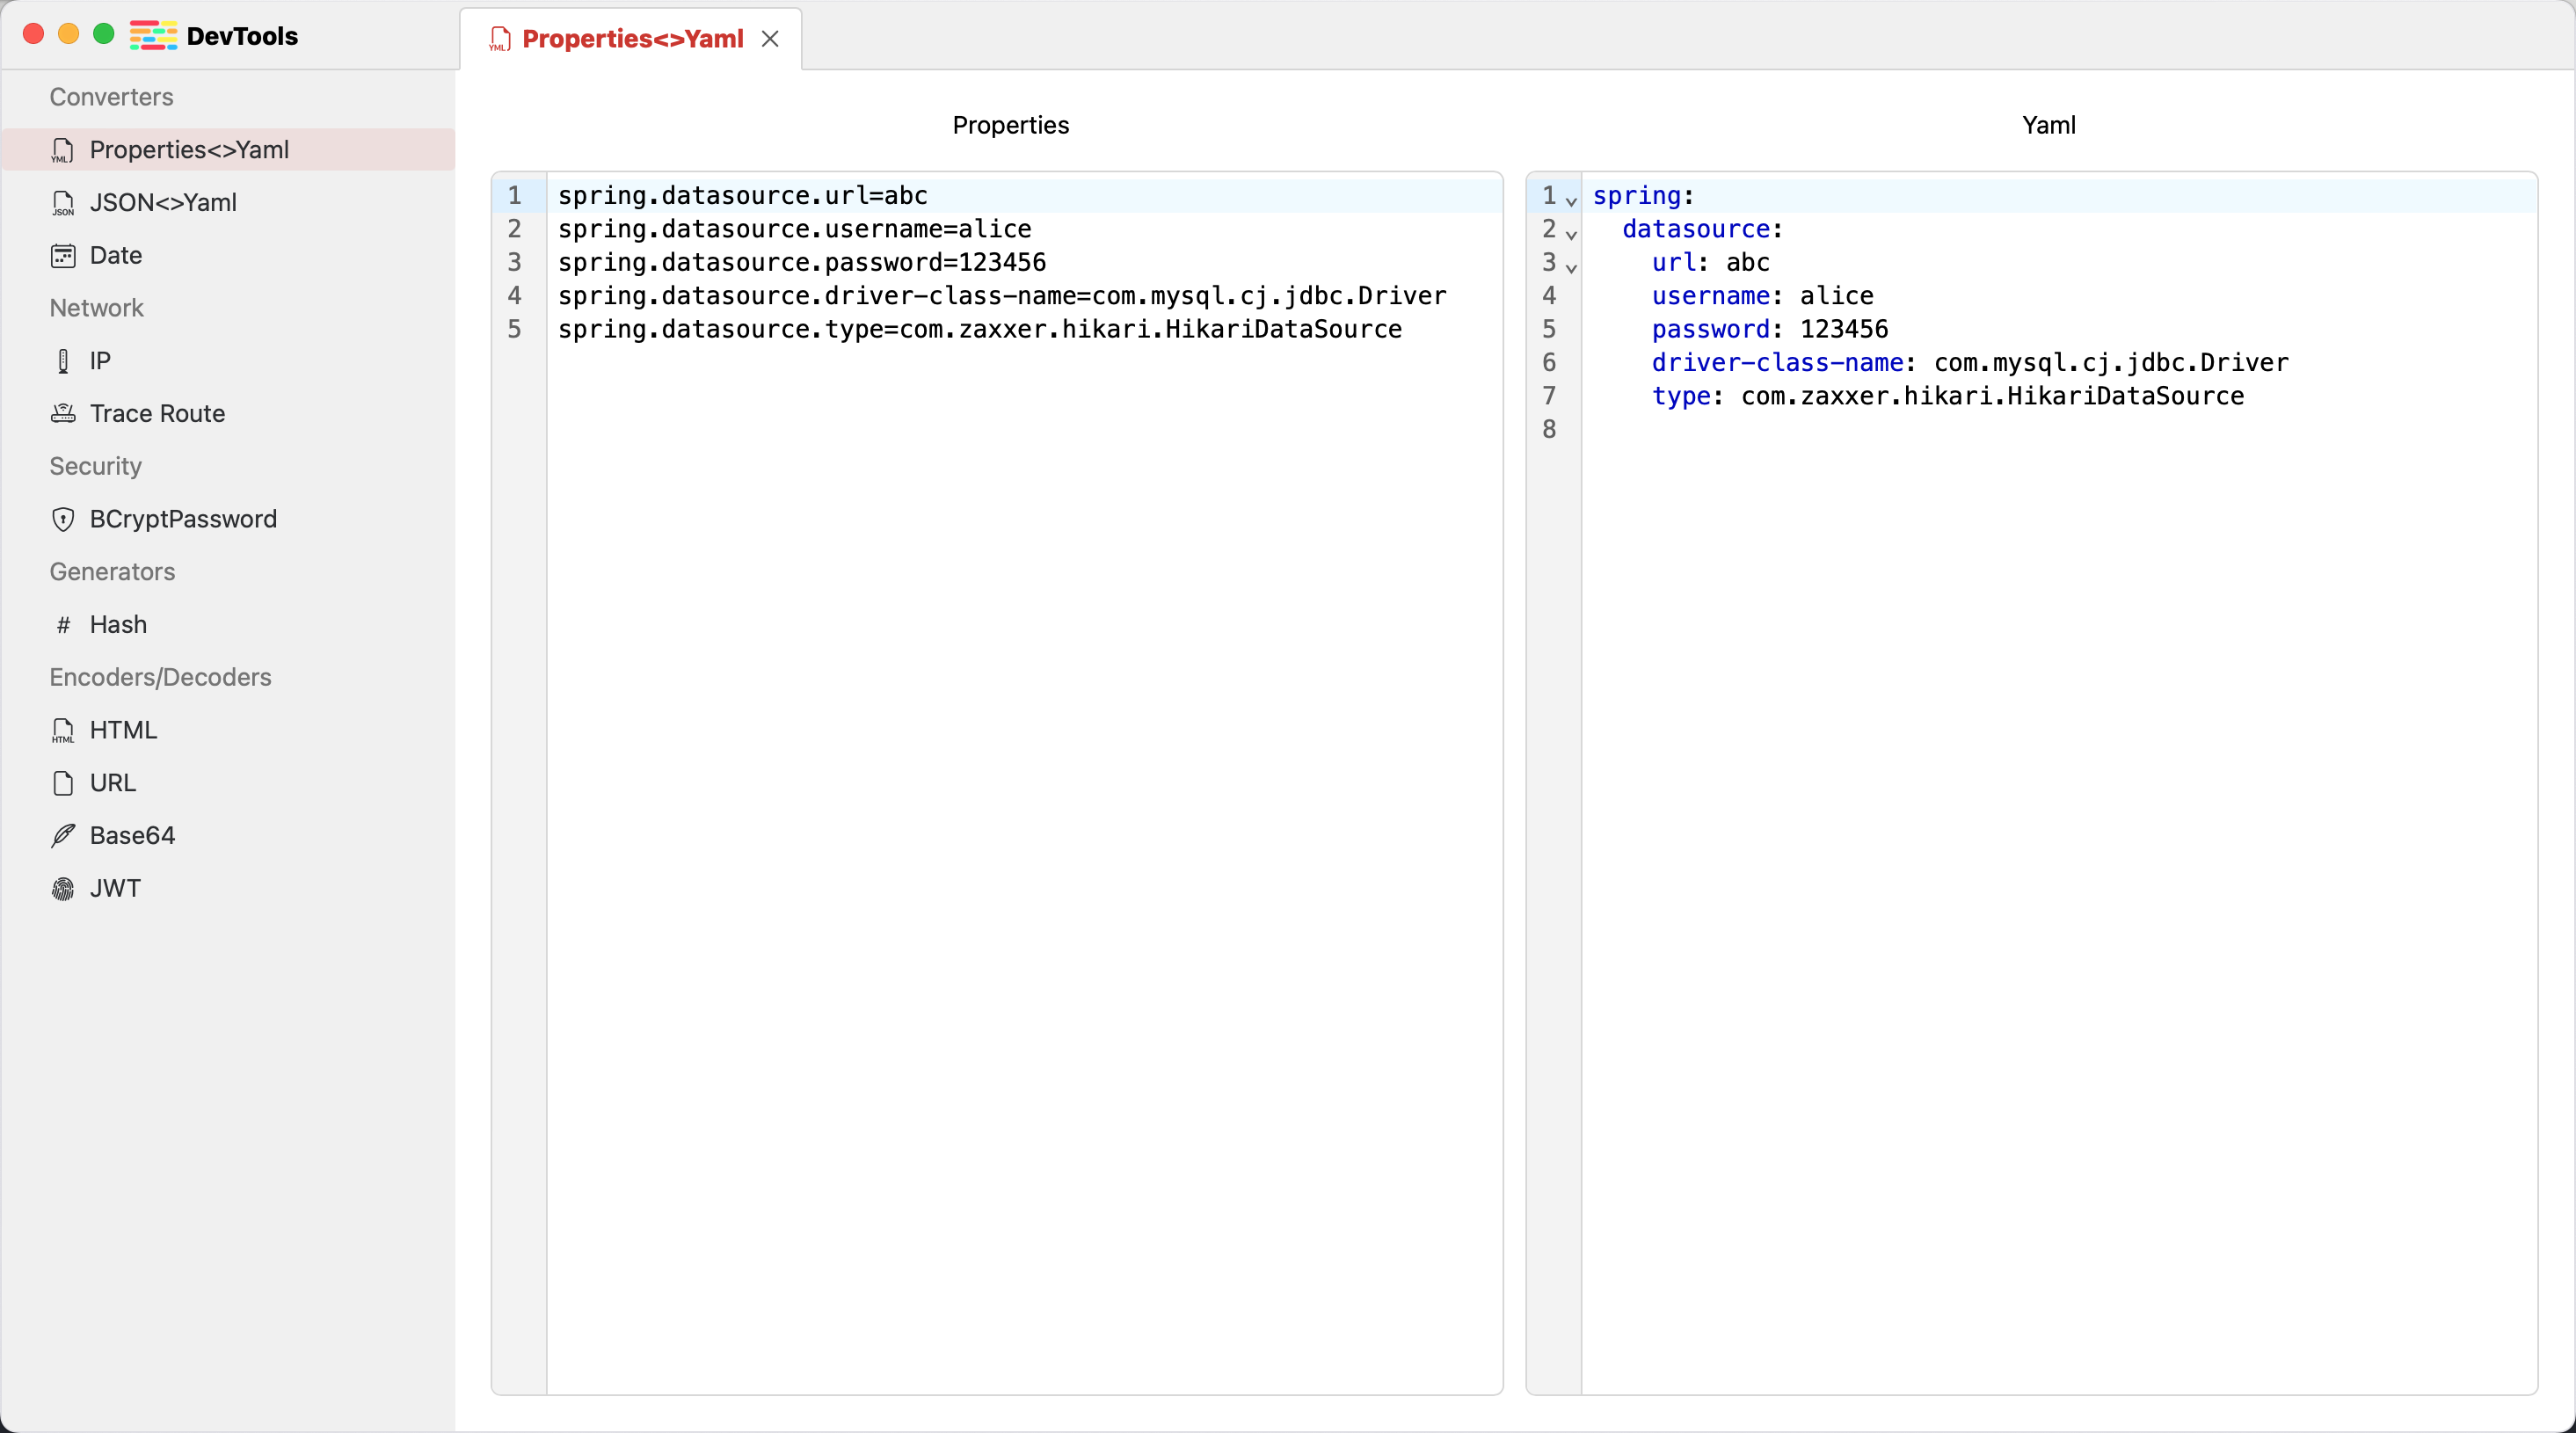 DevTools
Properties<>Yaml
Converters
Properties<>Yaml
JSON<>Yaml
Date
Network
IP
Trace Route
Security
BCryptPassword
Generators
# Hash
Encoders/Decoders
HTML
URL
Base64
JWT
Properties
1 spring.datasource.url=abc
2 spring.datasource.username=alice
3 spring.datasource.password=123456
4 spring.datasource.driver-class-name=com.mysql.cj.jdbc.Driver
5 spring.datasource.type=com.zaxxer.hikari.HikariDataSource
Yaml
1 spring:
2   datasource:
3     url: abc
4     username: alice
5     password: 123456
6     driver-class-name: com.mysql.cj.jdbc.Driver
7     type: com.zaxxer.hikari.HikariDataSource
8